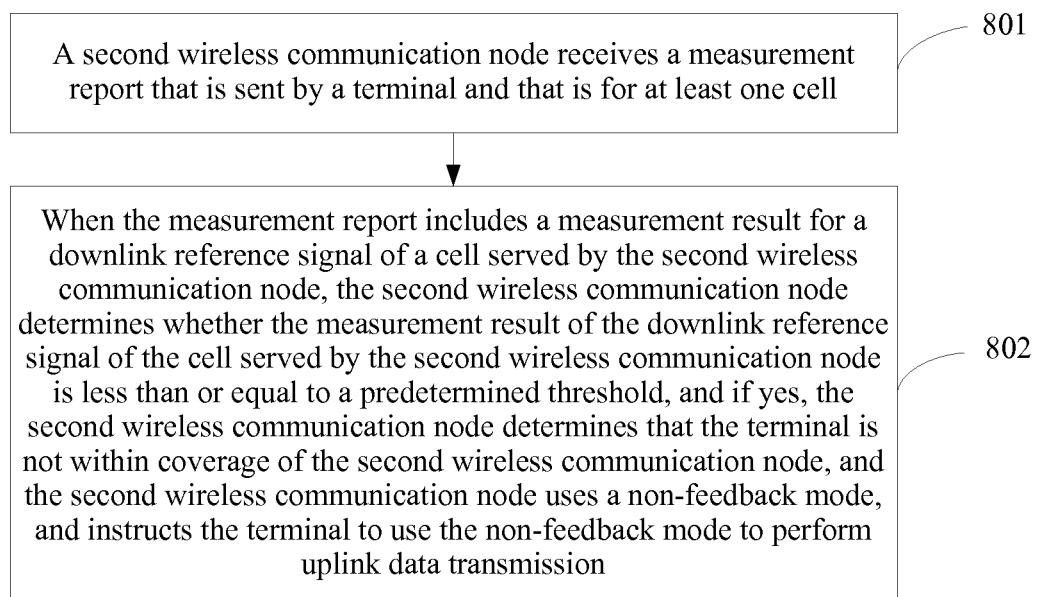 A second wireless communication node receives a measurement
report that is sent by a terminal and that is for at least one cell
801
When the measurement report includes a measurement result for a
downlink reference signal of a cell served by the second wireless
communication node, the second wireless communication node
determines whether the measurement result of the downlink reference
signal of the cell served by the second wireless communication node
is less than or equal to a predetermined threshold, and if yes, the
second wireless communication node determines that the terminal is
not within coverage of the second wireless communication node, and
the second wireless communication node uses a non-feedback mode,
and instructs the terminal to use the non-feedback mode to perform
uplink data transmission
802